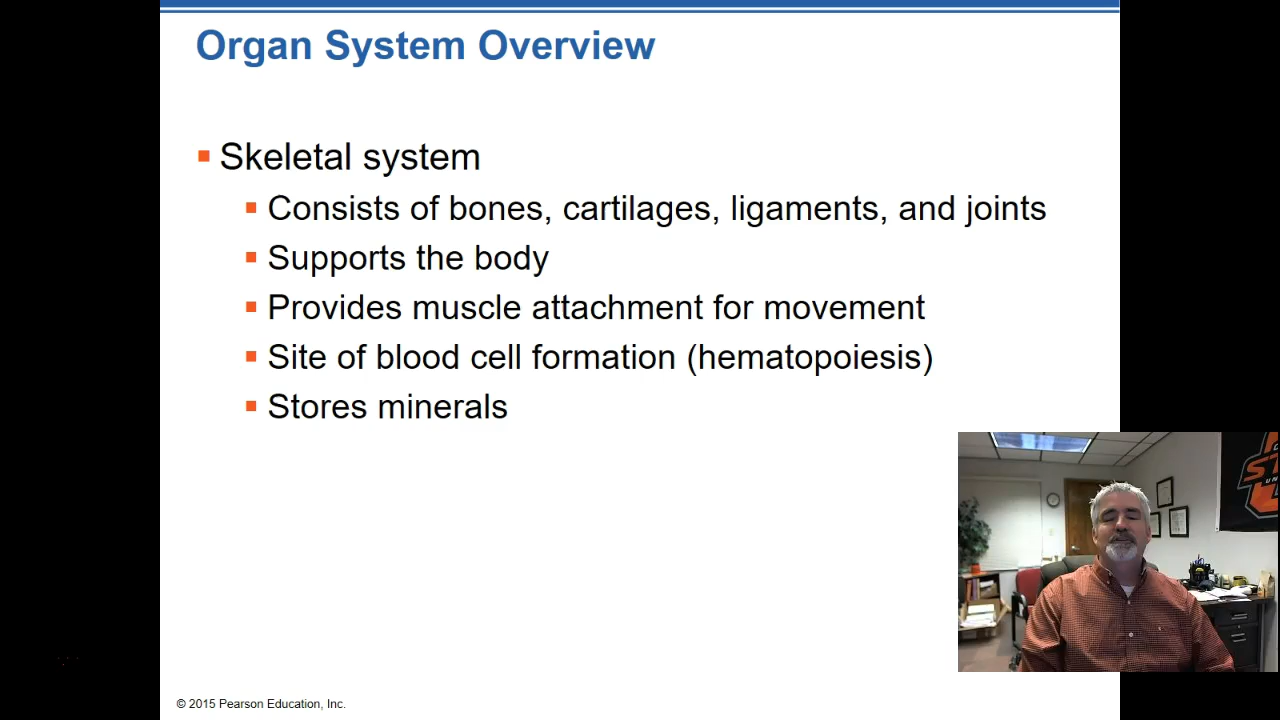 Organ System Overview
Skeletal system
Consists of bones, cartilages, ligaments, and joints
Supports the body
Provides muscle attachment for movement
Site of blood cell formation (hematopoiesis)
Stores minerals
© 2015 Pearson Education, Inc.